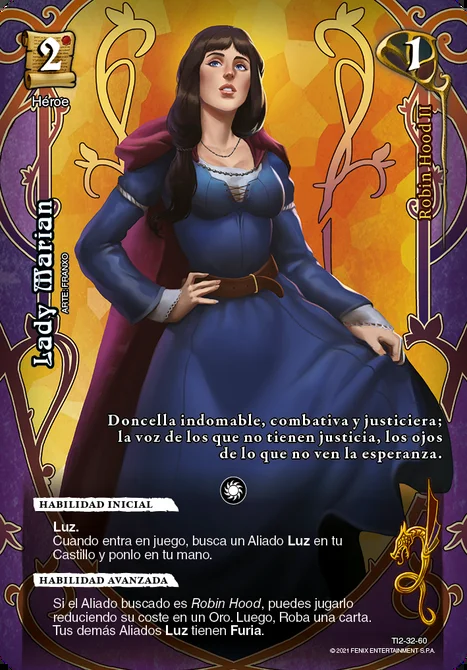 2
1
Héroe
Robin Hood II
Lady Marian
ARTE: FRANXO
Doncella indomable, combativa y justiciera;
la voz de los que no tienen justicia, los ojos
de lo que no ven la esperanza.
HABILIDAD INICIAL
Luz.
Cuando entra en juego, busca un Aliado Luz en tu
Castillo y ponlo en tu mano.
HABILIDAD AVANZADA
Si el Aliado buscado es Robin Hood, puedes jugarlo
reduciendo su coste en un Oro. Luego, Roba una carta.
Tus demás Aliados Luz tienen Furia.
TI2-32-60
© 2021 FENIX ENTERTAINMENT S.P.A.